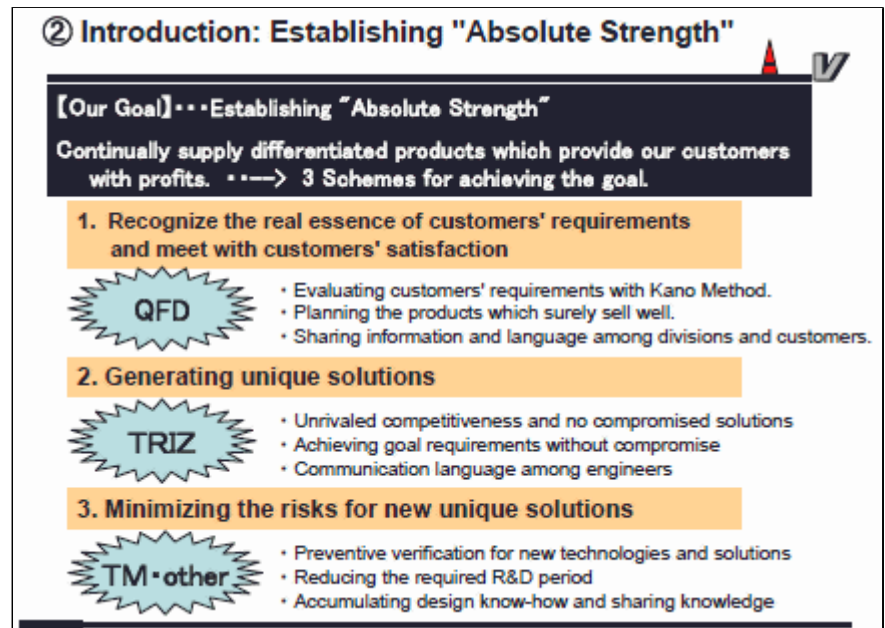 ② Introduction: Establishing "Absolute Strength"
V
【Our Goal】・・・Establishing "Absolute Strength"
Continually supply differentiated products which provide our customers
with profits. ・・--> 3 Schemes for achieving the goal.
1. Recognize the real essence of customers' requirements
and meet with customers' satisfaction
QFD
・Evaluating customers' requirements with Kano Method.
・Planning the products which surely sell well.
・Sharing information and language among divisions and customers.
2. Generating unique solutions
TRIZ
・Unrivaled competitiveness and no compromised solutions
・Achieving goal requirements without compromise
・Communication language among engineers
3. Minimizing the risks for new unique solutions
TM・other
・Preventive verification for new technologies and solutions
・Reducing the required R&D period
・Accumulating design know-how and sharing knowledge